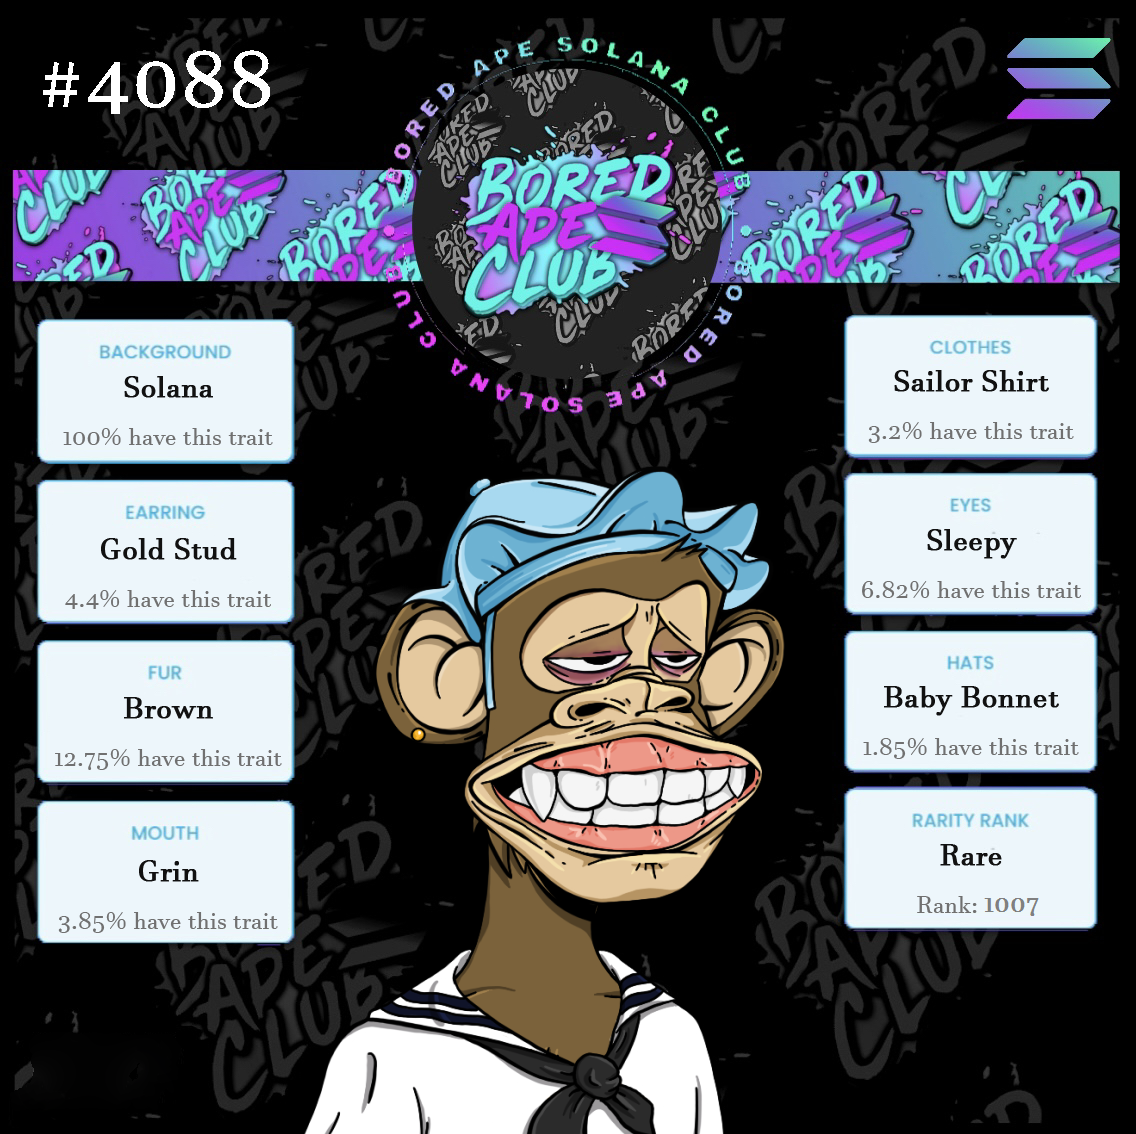 #4088
BORED APE SOLANA CLUB
BORED APE SOLANA CLUB
BORED
APE
CLUB
BACKGROUND
Solana
100% have this trait
EARRING
Gold Stud
4.4% have this trait
FUR
Brown
12.75% have this trait
MOUTH
Grin
3.85% have this trait
CLOTHES
Sailor Shirt
3.2% have this trait
EYES
Sleepy
6.82% have this trait
HATS
Baby Bonnet
1.85% have this trait
RARITY RANK
Rare
Rank: 1007